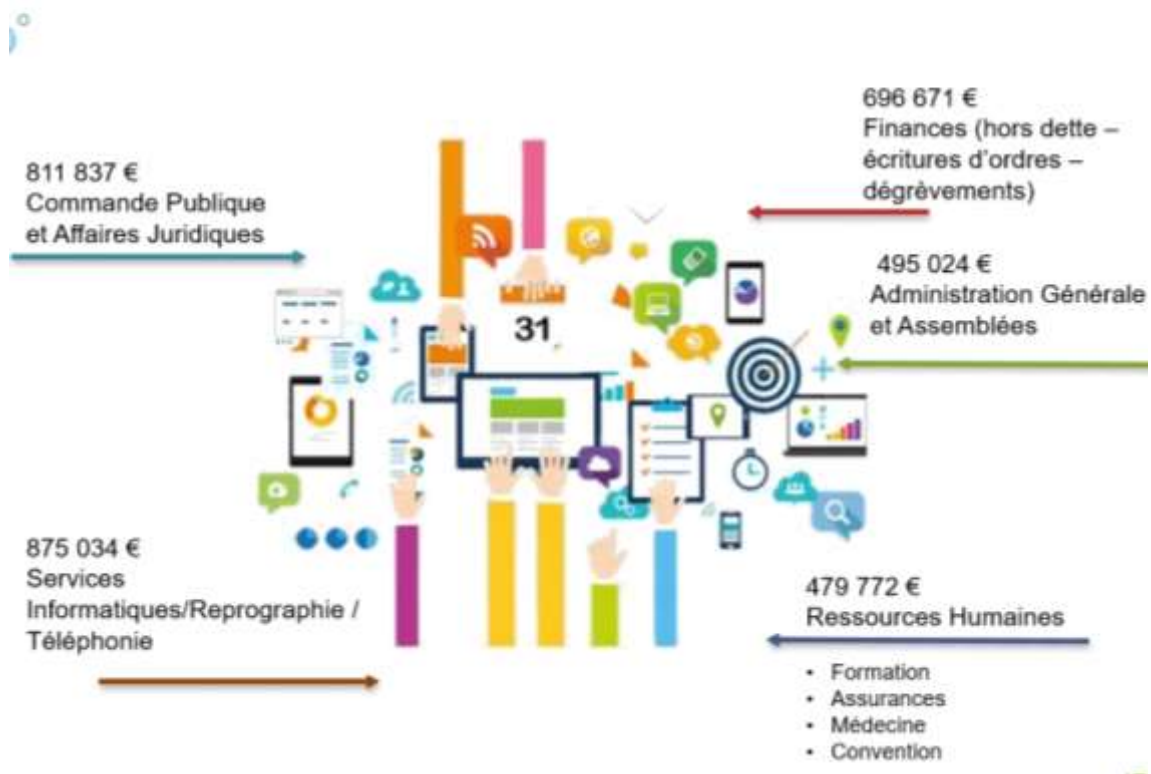 811 837 €
Commande Publique
et Affaires Juridiques
696 671 €
Finances (hors dette –
écritures d'ordres –
dégrèvements)
495 024 €
Administration Générale
et Assemblées
31
875 034 €
Services
Informatiques/Reprographie /
Téléphonie
479 772 €
Ressources Humaines
• Formation
• Assurances
• Médecine
• Convention